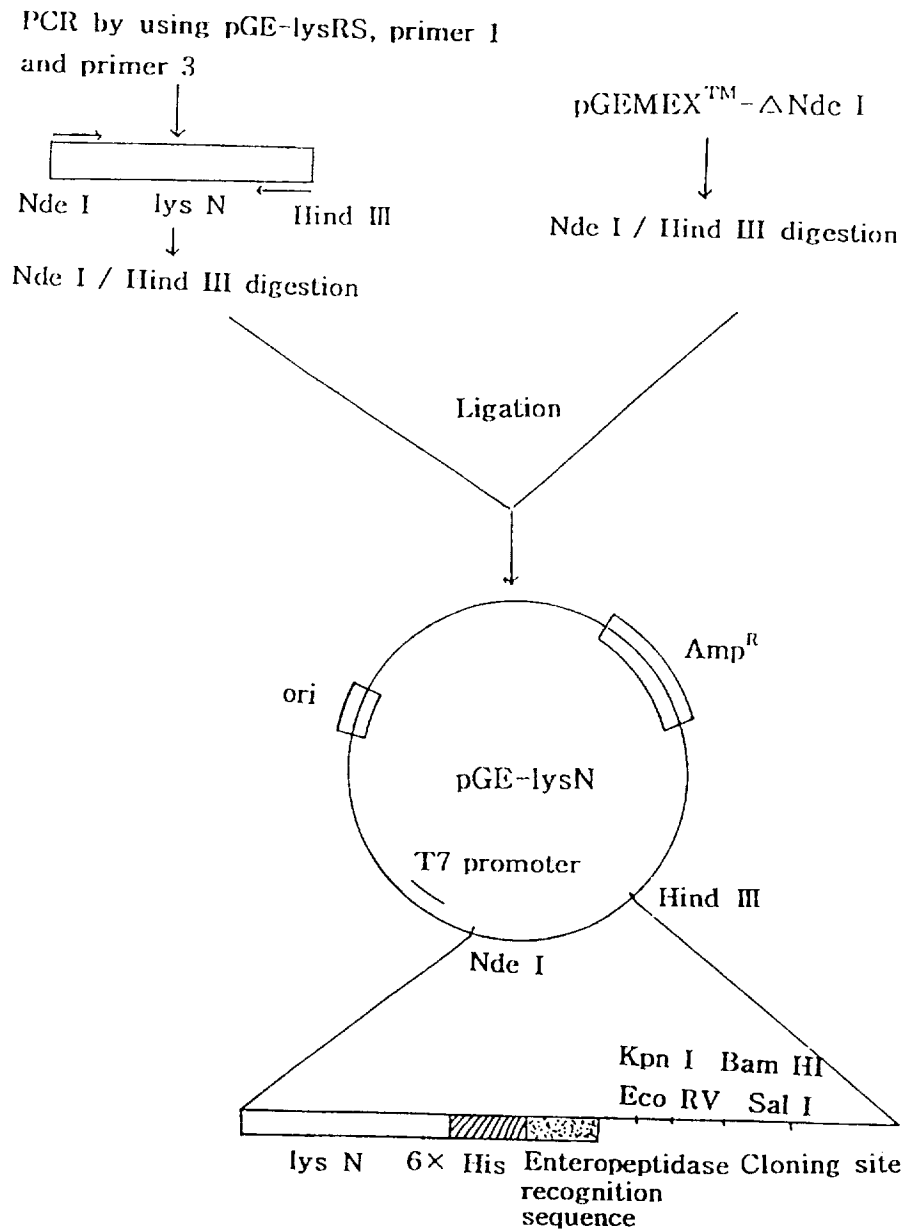 PCR by using pGE-lysRS, primer 1
and primer 3
pGEMEX™-△Nde I
Nde I lys N Hind III
Nde I / Hind III digestion
Nde I / Hind III digestion
Ligation
Amp^R
ori
pGE-lysN
T7 promoter
Hind III
Nde I
Kpn I Bam HI
Eco RV Sal I
lys N 6× His Enteropeptidase Cloning site
recognition
sequence